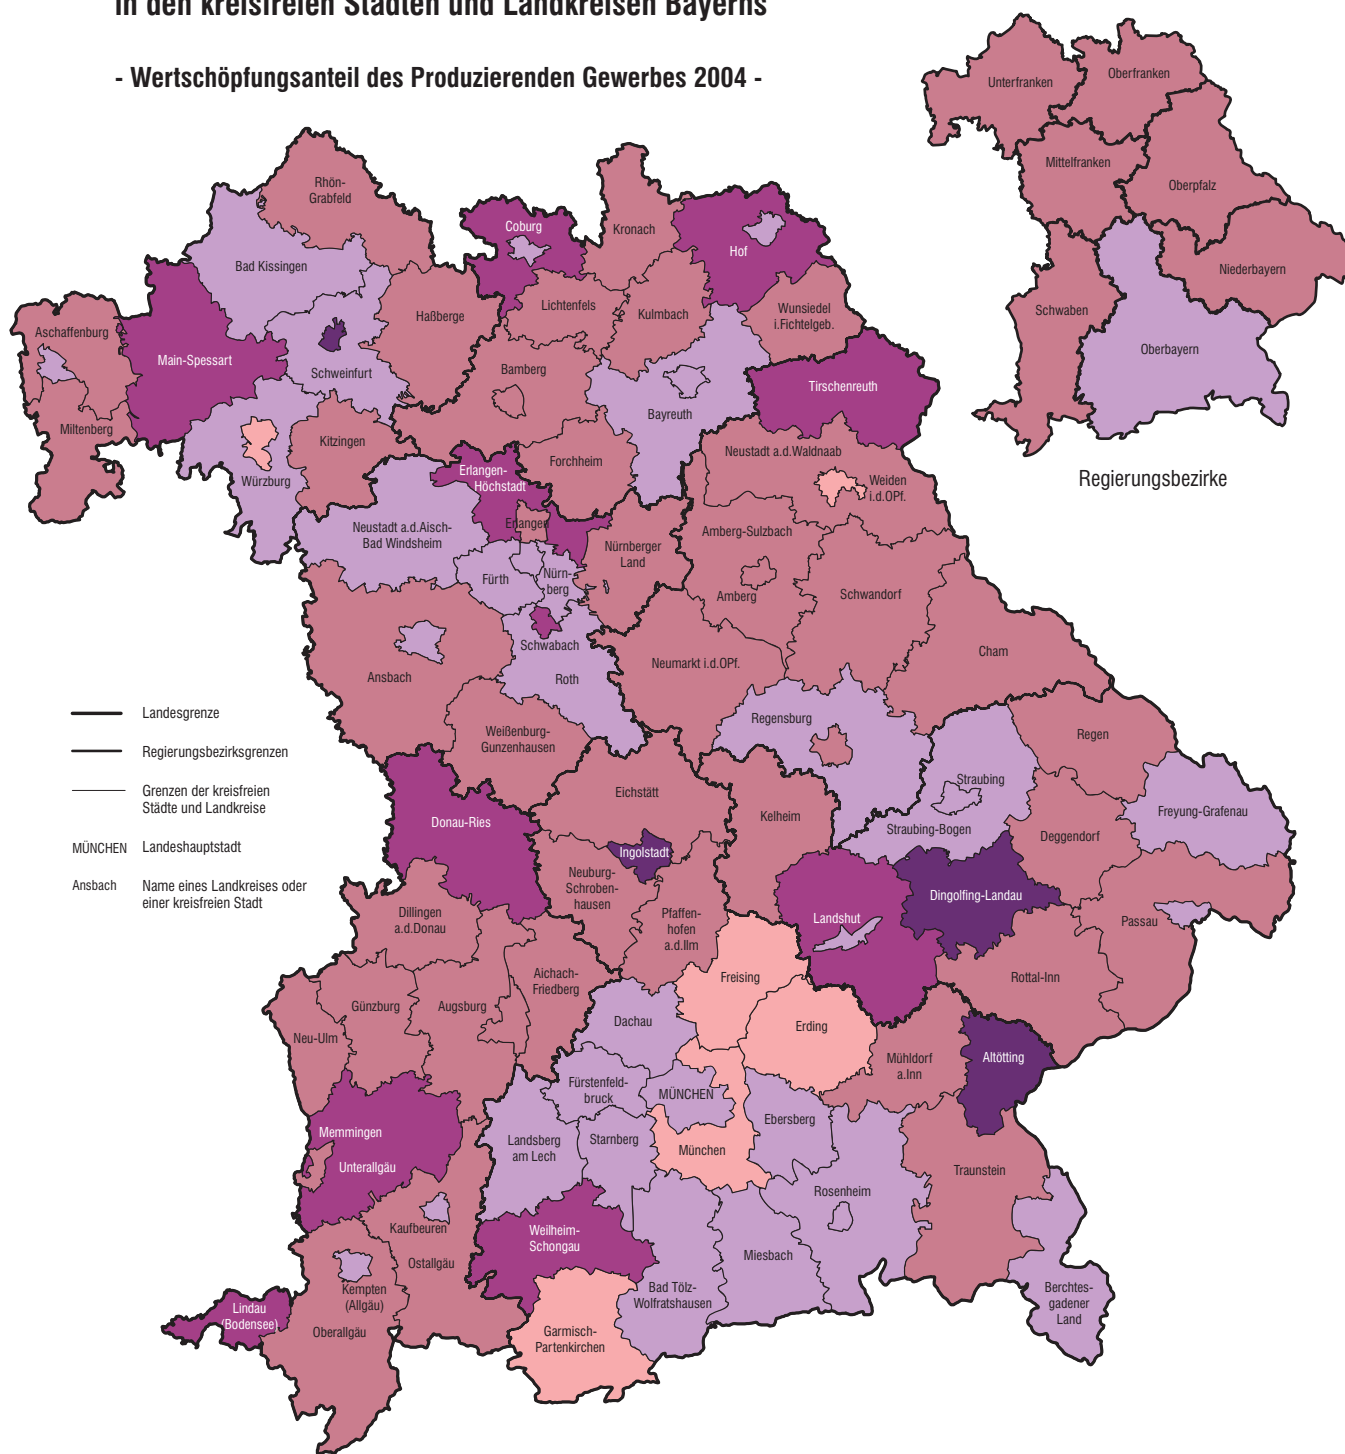 in den kreisfreien Städten und Landkreisen Bayerns
- Wertschöpfungsanteil des Produzierenden Gewerbes 2004 -
Unterfranken
Oberfranken
Mittelfranken
Oberpfalz
Niederbayern
Schwaben
Oberbayern
Regierungsbezirke
Rhön-
Grabfeld
Coburg
Kronach
Hof
Bad Kissingen
Aschaffenburg
Main-Spessart
Haßberge
Lichtenfels
Kulmbach
Wunsiedel
i.Fichtelgeb.
Schweinfurt
Bamberg
Tirschenreuth
Bayreuth
Miltenberg
Kitzingen
Würzburg
Forchheim
Neustadt a.d.Waldnaab
Erlangen-
Höchstadt
Weiden
i.d.OPf.
Neustadt a.d.Aisch-
Bad Windsheim
Erlangen
Nürnberger
Land
Amberg-Sulzbach
Fürth
Nürn-
berg
Amberg
Schwandorf
Schwabach
Neumarkt i.d.OPf.
Cham
Ansbach
Roth
Regensburg
Weißenburg-
Gunzenhausen
Regen
Landesgrenze
Regierungsbezirksgrenzen
Grenzen der kreisfreien
Städte und Landkreise
MÜNCHEN Landeshauptstadt
Ansbach Name eines Landkreises oder
einer kreisfreien Stadt
Straubing
Eichstätt
Freyung-Grafenau
Donau-Ries
Kelheim
Straubing-Bogen
Deggendorf
Ingolstadt
Neuburg-
Schroben-
hausen
Dingolfing-Landau
Dillingen
a.d.Donau
Pfaffen-
hofen
a.d.Ilm
Landshut
Passau
Aichach-
Friedberg
Freising
Rottal-Inn
Günzburg
Augsburg
Dachau
Erding
Neu-Ulm
Mühldorf
a.Inn
Altötting
Fürstenfeld-
bruck
MÜNCHEN
Ebersberg
Memmingen
Landsberg
am Lech
Starnberg
München
Unterallgäu
Traunstein
Rosenheim
Kaufbeuren
Weilheim-
Schongau
Ostallgäu
Miesbach
Kempten
(Allgäu)
Bad Tölz-
Wolfratshausen
Berchtes-
gadener
Land
Lindau
(Bodensee)
Oberallgäu
Garmisch-
Partenkirchen